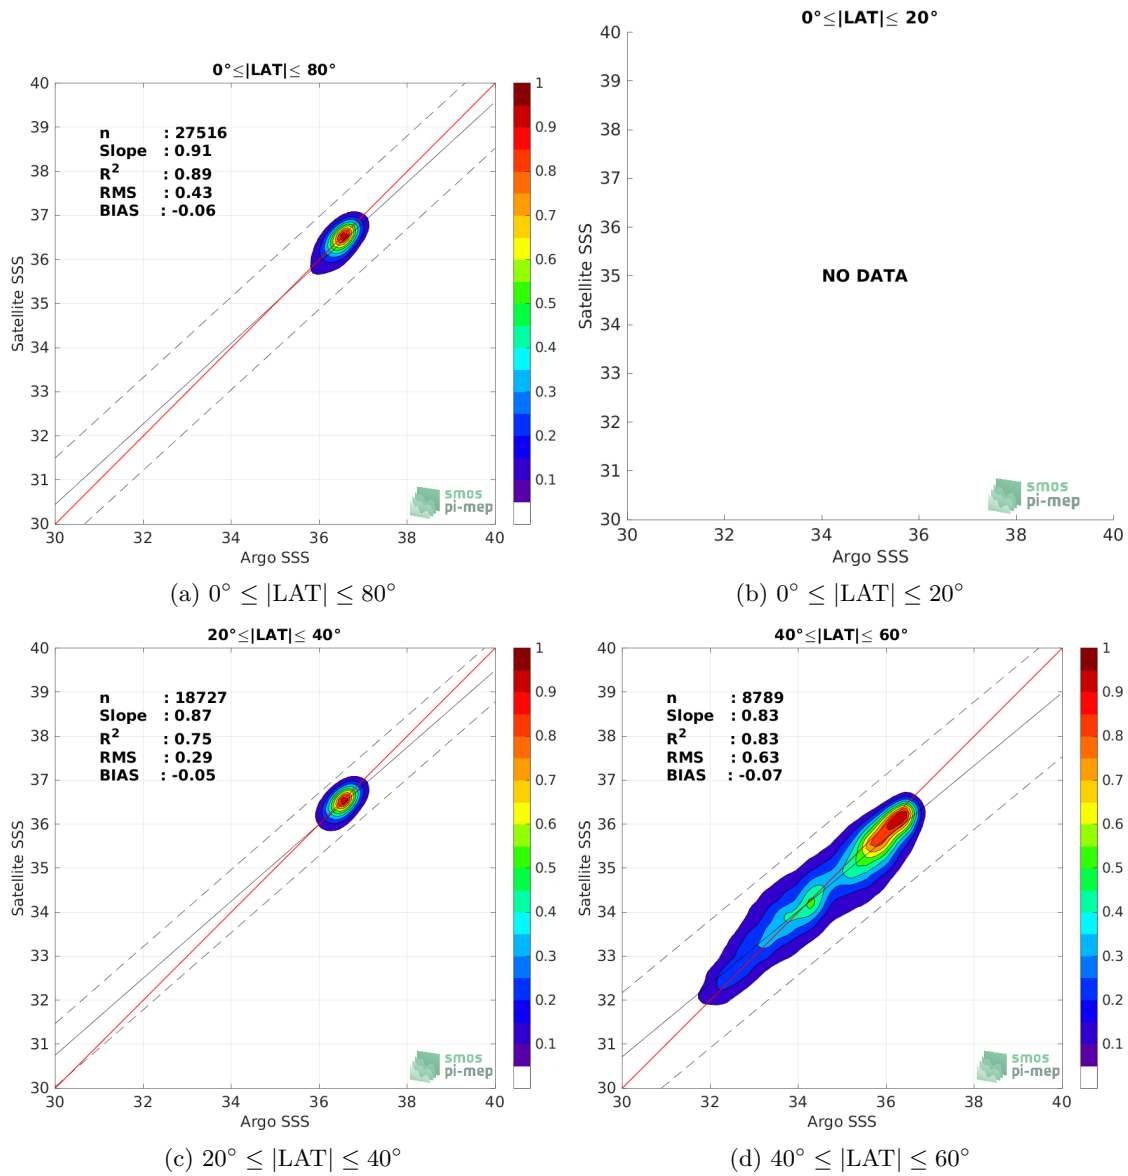 0°≤|LAT|≤ 80°
40
39
38
37
36
35
34
33
32
31
30
Satellite SSS
n : 27516
Slope : 0.91
R² : 0.89
RMS : 0.43
BIAS : -0.06
smos
pi-mep
30 32 34 36 38 40
Argo SSS
1
0.9
0.8
0.7
0.6
0.5
0.4
0.3
0.2
0.1
(a) 0° ≤ |LAT| ≤ 80°
0°≤|LAT|≤ 20°
40
39
38
37
36
35
34
33
32
31
30
Satellite SSS
NO DATA
smos
pi-mep
30 32 34 36 38 40
Argo SSS
(b) 0° ≤ |LAT| ≤ 20°
20°≤|LAT|≤ 40°
40
39
38
37
36
35
34
33
32
31
30
Satellite SSS
n : 18727
Slope : 0.87
R² : 0.75
RMS : 0.29
BIAS : -0.05
smos
pi-mep
30 32 34 36 38 40
Argo SSS
1
0.9
0.8
0.7
0.6
0.5
0.4
0.3
0.2
0.1
(c) 20° ≤ |LAT| ≤ 40°
40°≤|LAT|≤ 60°
40
39
38
37
36
35
34
33
32
31
30
Satellite SSS
n : 8789
Slope : 0.83
R² : 0.83
RMS : 0.63
BIAS : -0.07
smos
pi-mep
30 32 34 36 38 40
Argo SSS
1
0.9
0.8
0.7
0.6
0.5
0.4
0.3
0.2
0.1
(d) 40° ≤ |LAT| ≤ 60°